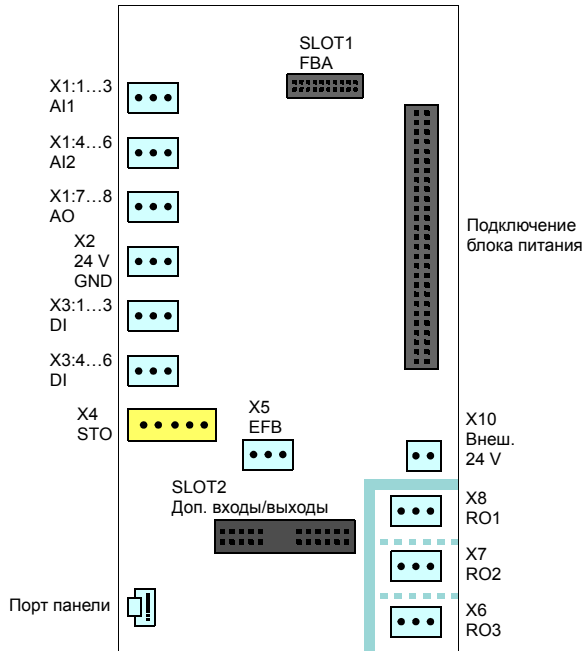 SLOT1
FBA
X1:1…3
AI1
X1:4…6
AI2
X1:7…8
AO
X2
24 V
GND
X3:1…3
DI
X3:4…6
DI
X4
STO
X5
EFB
SLOT2
Доп. входы/выходы
Порт панели
Подключение
блока питания
X10
Внеш.
24 V
X8
RO1
X7
RO2
X6
RO3